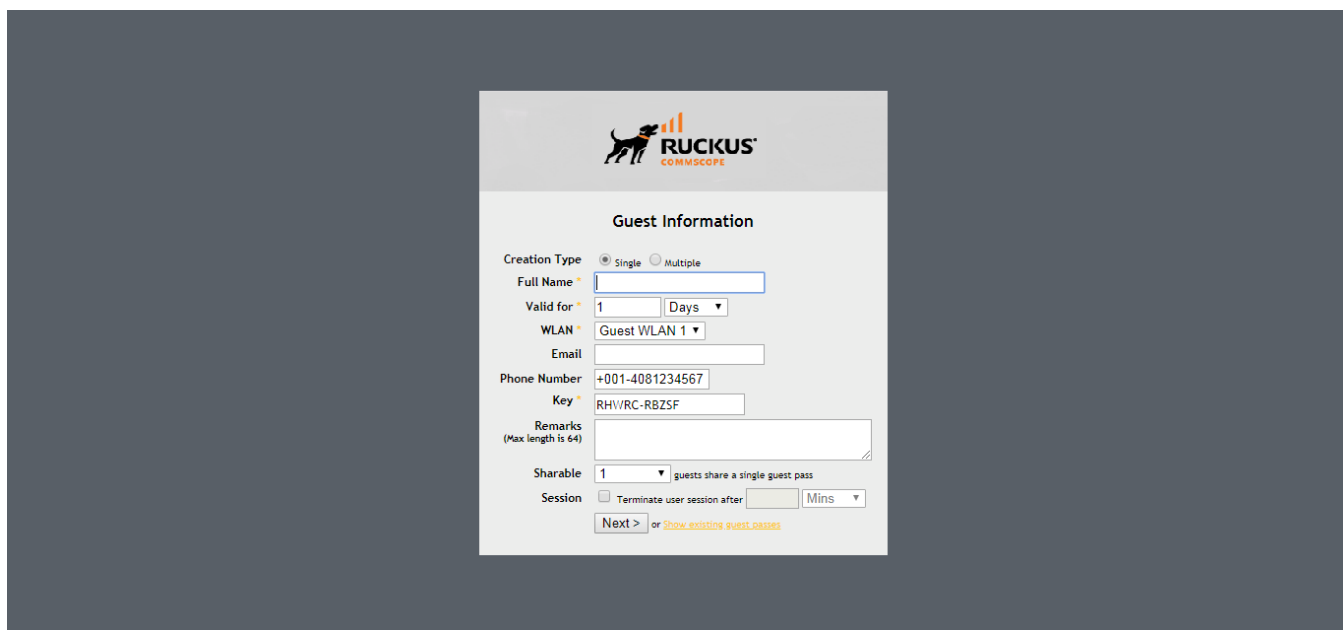 RUCKUS
COMMSCOPE
Guest Information
Creation Type Single Multiple
Full Name *
Valid for * 1 Days
WLAN * Guest WLAN 1
Email
Phone Number +001-4081234567
Key * RHWRC-RBZSF
Remarks
(Max length is 64)
Sharable 1 guests share a single guest pass
Session Terminate user session after Mins
Next > or Show existing guest passes